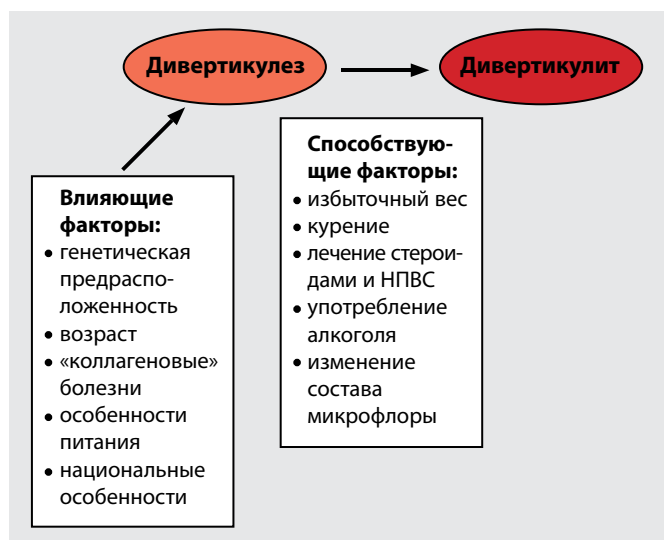 Дивертикулез
Дивертикулит
Способствую-
щие факторы:
• избыточный вес
• курение
• лечение стерои-
дами и НПВС
• употребление
алкоголя
• изменение
состава
микрофлоры
Влияющие
факторы:
• генетическая
предраспо-
ложенность
• возраст
• «коллагеновые»
болезни
• особенности
питания
• национальные
особенности